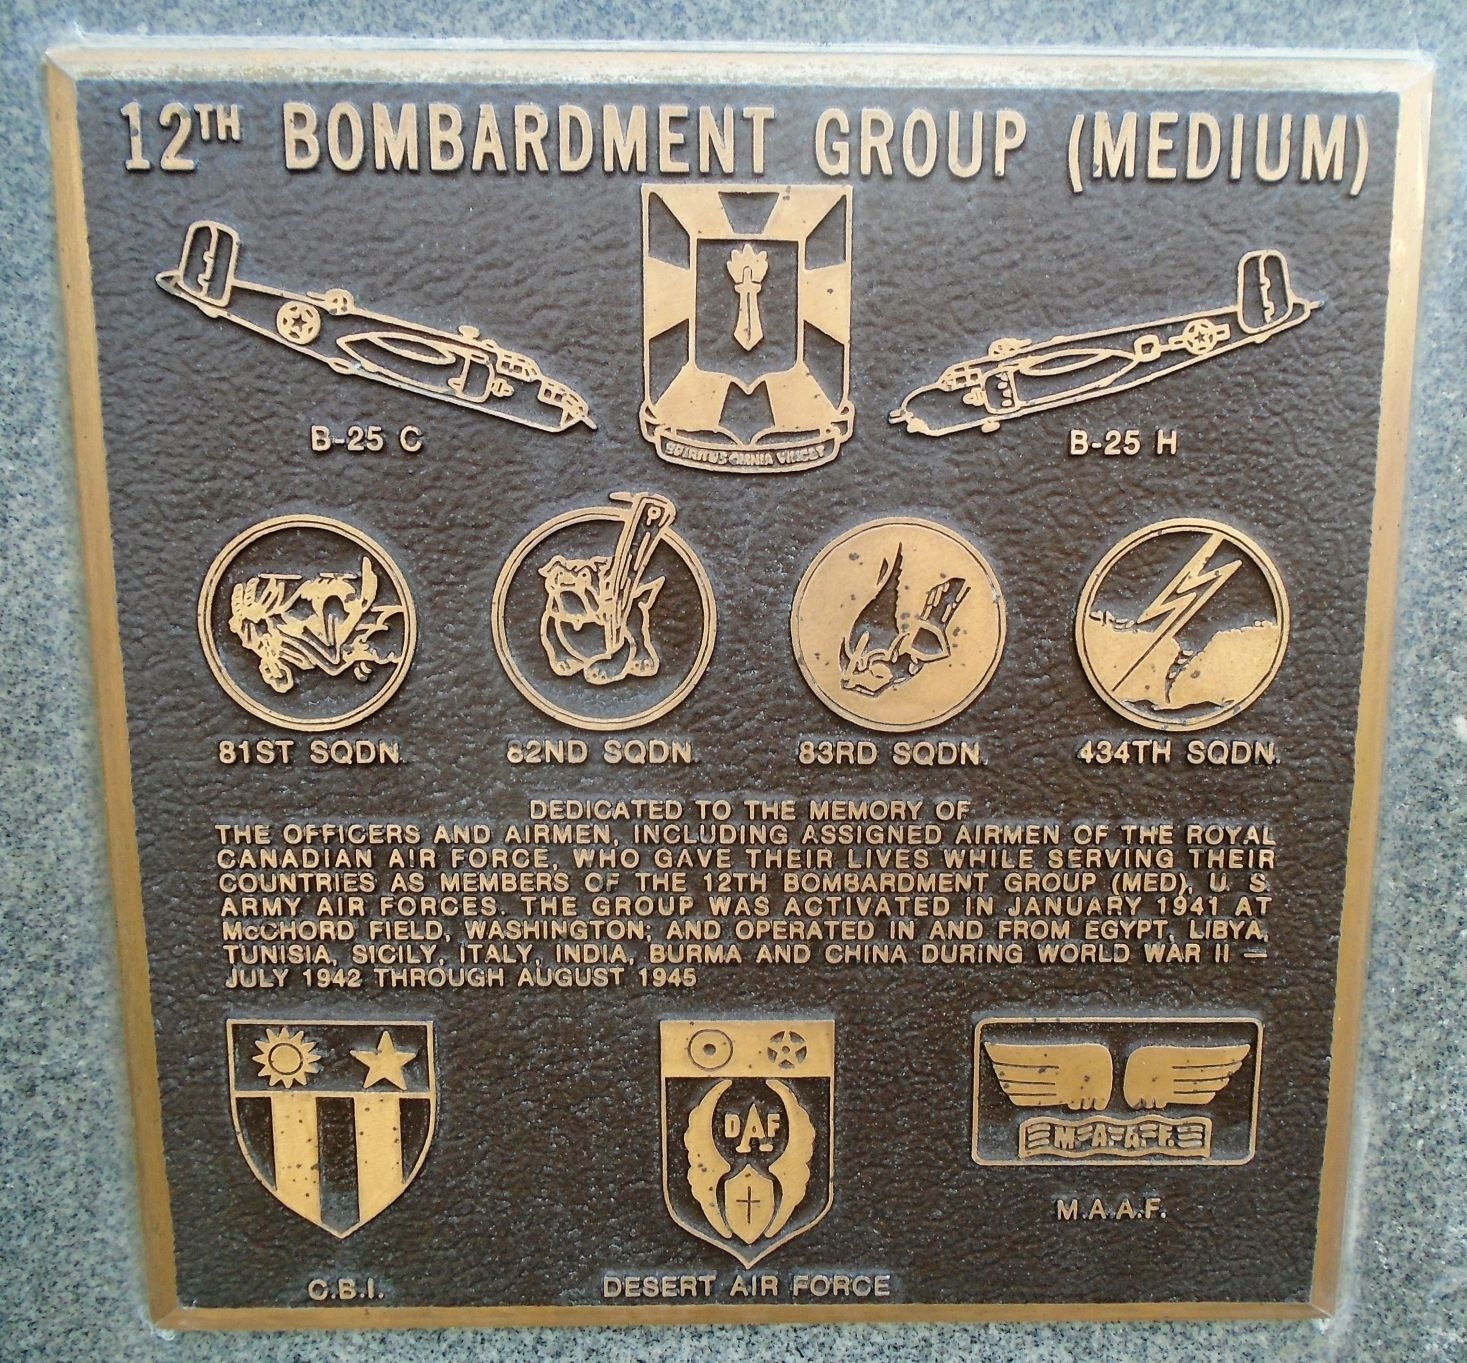 12TH BOMBARDMENT GROUP (MEDIUM)
SPIRITUS OMNIA VINCET
B-25 C
B-25 H
81ST SQDN.
82ND SQDN.
83RD SQDN.
434TH SQDN.
DEDICATED TO THE MEMORY OF
THE OFFICERS AND AIRMEN, INCLUDING ASSIGNED AIRMEN OF THE ROYAL
CANADIAN AIR FORCE, WHO GAVE THEIR LIVES WHILE SERVING THEIR
COUNTRIES AS MEMBERS OF THE 12TH BOMBARDMENT GROUP (MED), U. S.
ARMY AIR FORCES. THE GROUP WAS ACTIVATED IN JANUARY 1941 AT
McCHORD FIELD, WASHINGTON; AND OPERATED IN AND FROM EGYPT, LIBYA,
TUNISIA, SICILY, ITALY, INDIA, BURMA AND CHINA DURING WORLD WAR II —
JULY 1942 THROUGH AUGUST 1945
DAF
M-A-A-F-
C.B.I.
DESERT AIR FORCE
M.A.A.F.